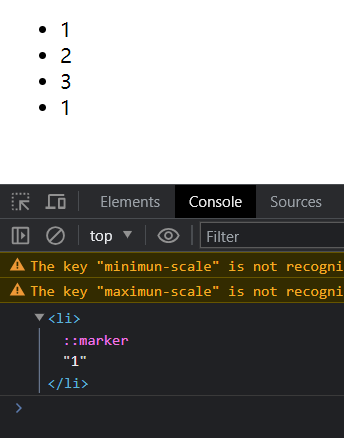 • 1
• 2
• 3
• 1
Elements Console Sources
top ▼ Filter
The key "minimun-scale" is not recogni
The key "maximun-scale" is not recogni
▼<li>
::marker
"1"
</li>
>